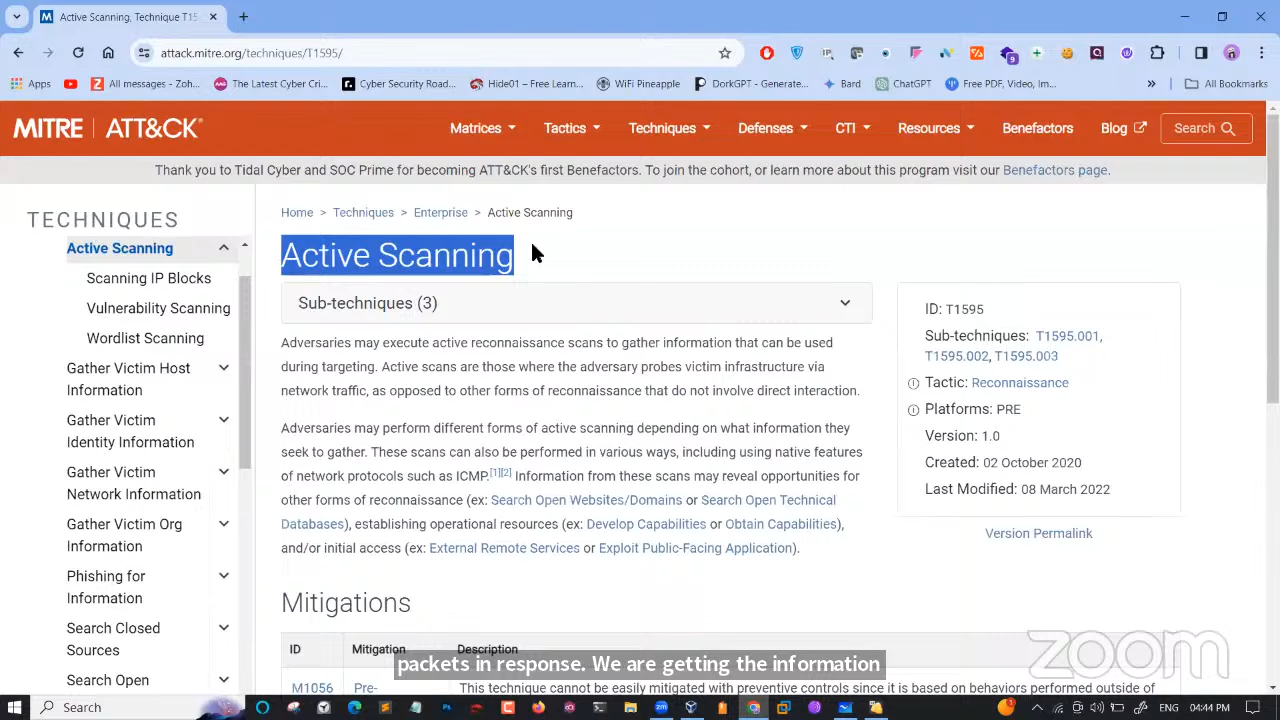 Active Scanning, Technique T15
attack.mitre.org/techniques/T1595/
9
Apps
All campaigns - Zoh...
The Latest Cyber Cri...
Cyber Security Road...
Hide01 – Free Learn...
WiFi Pineapple
DorkGPT - Generate...
Bard
ChatGPT
Free PDF, Video, Im...
»
All Bookmarks
MITRE | ATT&CK®
Matrices
Tactics
Techniques
Defenses
CTI
Resources
Benefactors
Blog
Search
Thank you to Tidal Cyber and SOC Prime for becoming ATT&CK's first Benefactors. To join the cohort, or learn more about this program visit our Benefactors page.
TECHNIQUES
Active Scanning
Scanning IP Blocks
Vulnerability Scanning
Wordlist Scanning
Gather Victim Host
Information
Gather Victim
Identity Information
Gather Victim
Network Information
Gather Victim Org
Information
Phishing for
Information
Search Closed
Sources
Search Open
Home > Techniques > Enterprise > Active Scanning
Active Scanning
Sub-techniques (3)
Adversaries may execute active reconnaissance scans to gather information that can be used
during targeting. Active scans are those where the adversary probes victim infrastructure via
network traffic, as opposed to other forms of reconnaissance that do not involve direct interaction.
Adversaries may perform different forms of active scanning depending on what information they
seek to gather. These scans can also be performed in various ways, including using native features
of network protocols such as ICMP.[1][2] Information from these scans may reveal opportunities for
other forms of reconnaissance (ex: Search Open Websites/Domains or Search Open Technical
Databases), establishing operational resources (ex: Develop Capabilities or Obtain Capabilities),
and/or initial access (ex: External Remote Services or Exploit Public-Facing Application).
ID: T1595
Sub-techniques: T1595.001,
T1595.002, T1595.003
Tactic: Reconnaissance
Platforms: PRE
Version: 1.0
Created: 02 October 2020
Last Modified: 08 March 2022
Version Permalink
Mitigations
ID
Mitigation
Description
M1056
Pre-
This technique cannot be easily mitigated with preventive controls since it is based on behaviors performed outside of
packets in response. We are getting the information
zoom
Search
04:44 PM